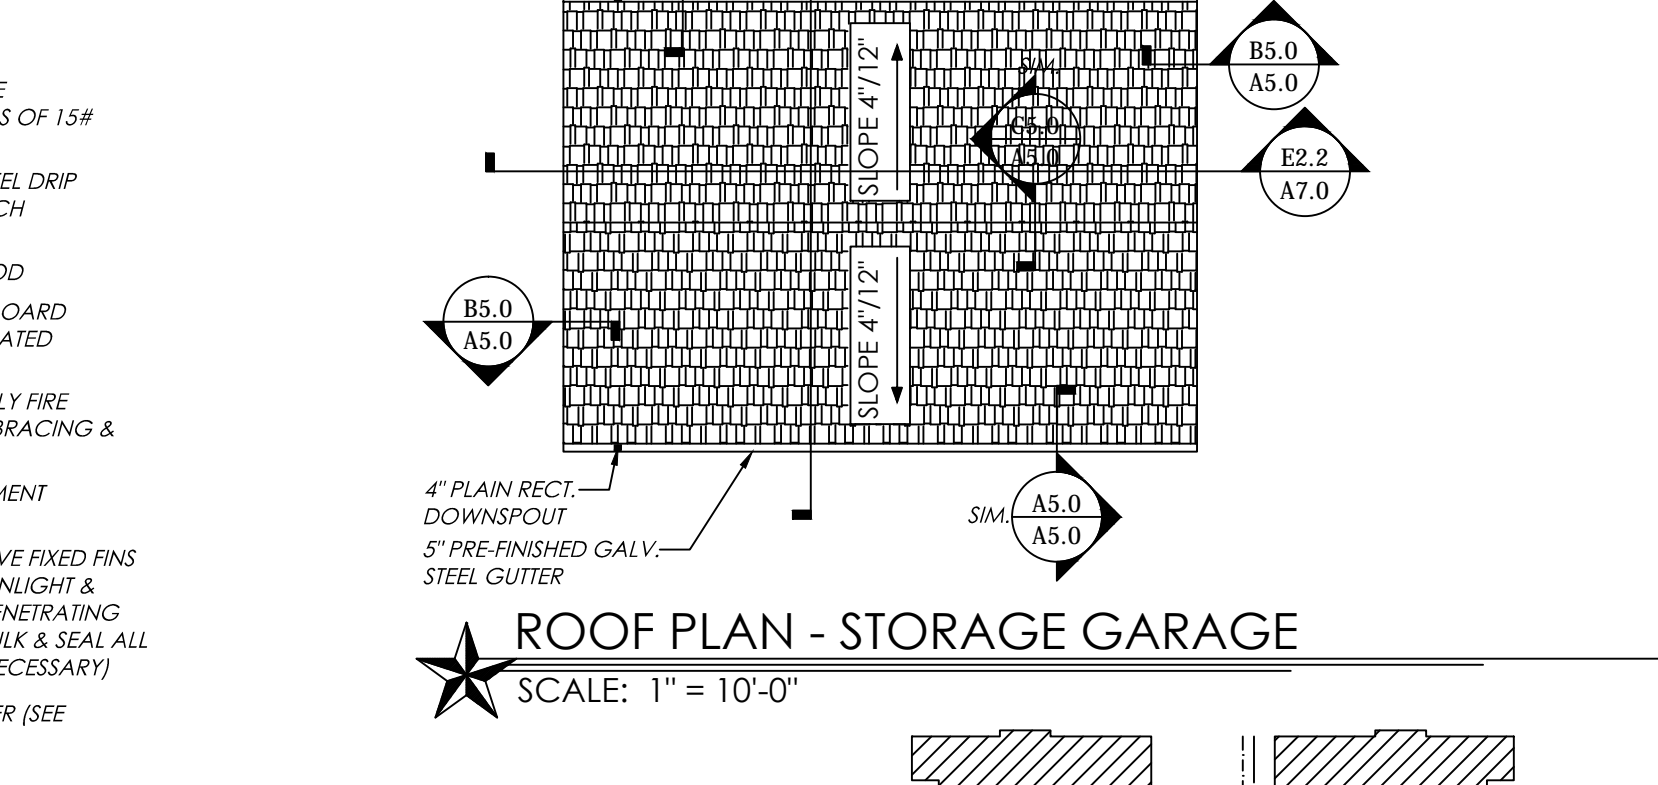 E
S OF 15#
EL DRIP
CH
OD
OARD
ATED
LY FIRE
BRACING &
MENT
VE FIXED FINS
NLIGHT &
ENETRATING
ULK & SEAL ALL
ECESSARY)
ER (SEE
SLOPE 4"/12"
SIM.
C5.0
A5.0
B5.0
A5.0
E2.2
A7.0
B5.0
A5.0
SLOPE 4"/12"
4" PLAIN RECT.
DOWNSPOUT
5" PRE-FINISHED GALV.
STEEL GUTTER
SIM.
A5.0
A5.0
ROOF PLAN - STORAGE GARAGE
SCALE: 1" = 10'-0"